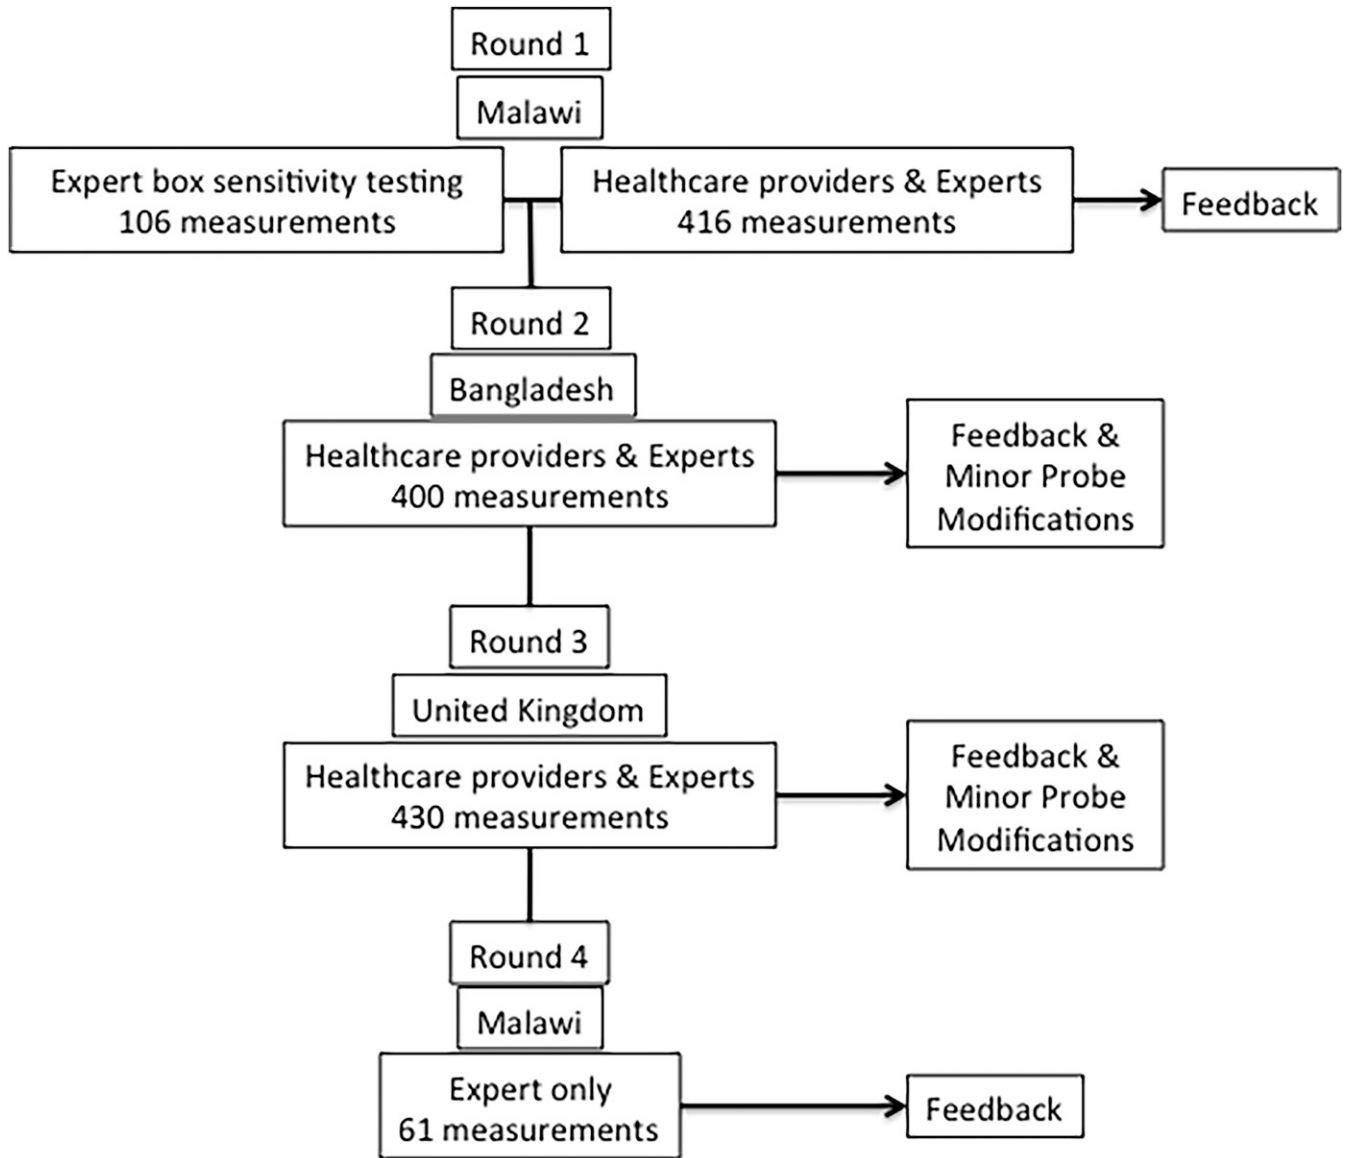 Round 1
Malawi
Expert box sensitivity testing
106 measurements
Healthcare providers & Experts
416 measurements
Feedback
Round 2
Bangladesh
Healthcare providers & Experts
400 measurements
Feedback &
Minor Probe
Modifications
Round 3
United Kingdom
Healthcare providers & Experts
430 measurements
Feedback &
Minor Probe
Modifications
Round 4
Malawi
Expert only
61 measurements
Feedback